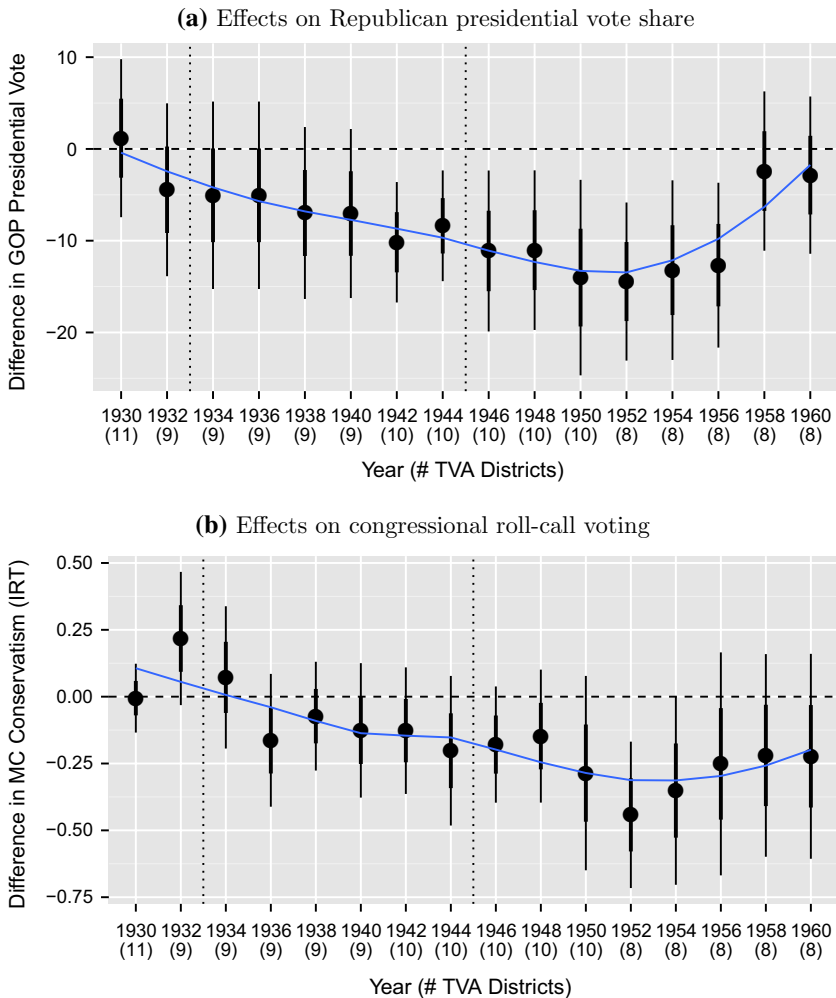 (a) Effects on Republican presidential vote share
Difference in GOP Presidential Vote
10
0
−10
−20
1930 1932 1934 1936 1938 1940 1942 1944 1946 1948 1950 1952 1954 1956 1958 1960
(11) (9) (9) (9) (9) (9) (10) (10) (10) (10) (10) (8) (8) (8) (8) (8)
Year (# TVA Districts)
(b) Effects on congressional roll-call voting
Difference in MC Conservatism (IRT)
0.50
0.25
0.00
−0.25
−0.50
−0.75
1930 1932 1934 1936 1938 1940 1942 1944 1946 1948 1950 1952 1954 1956 1958 1960
(11) (9) (9) (9) (9) (9) (10) (10) (10) (10) (10) (8) (8) (8) (8) (8)
Year (# TVA Districts)